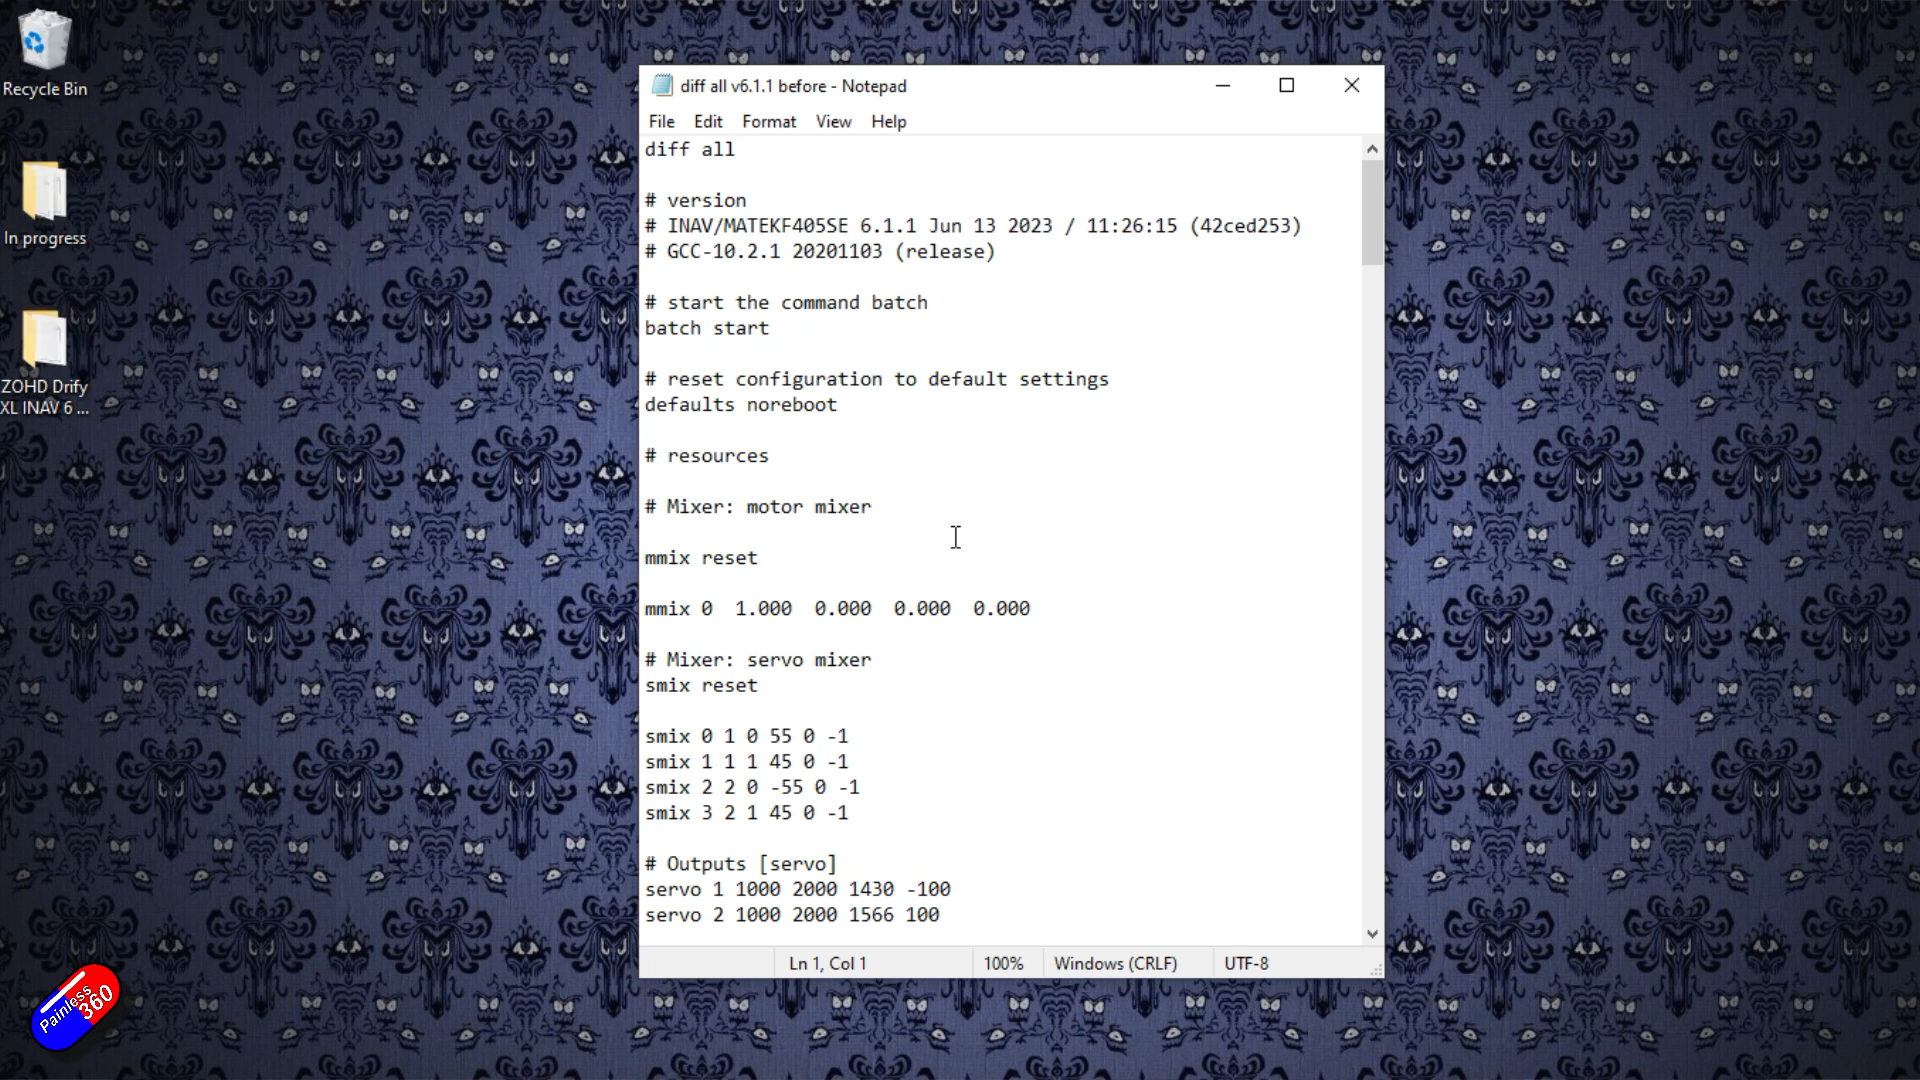 Recycle Bin
In progress
ZOHD Drify
XL INAV 6 ...
diff all v6.1.1 before - Notepad
File Edit Format View Help
diff all
# version
# INAV/MATEKF405SE 6.1.1 Jun 13 2023 / 11:26:15 (42ced253)
# GCC-10.2.1 20201103 (release)
# start the command batch
batch start
# reset configuration to default settings
defaults noreboot
# resources
# Mixer: motor mixer
mmix reset
mmix 0  1.000  0.000  0.000  0.000
# Mixer: servo mixer
smix reset
smix 0 1 0 55 0 -1
smix 1 1 1 45 0 -1
smix 2 2 0 -55 0 -1
smix 3 2 1 45 0 -1
# Outputs [servo]
servo 1 1000 2000 1430 -100
servo 2 1000 2000 1566 100
Ln 1, Col 1 100% Windows (CRLF) UTF-8
Painless
360